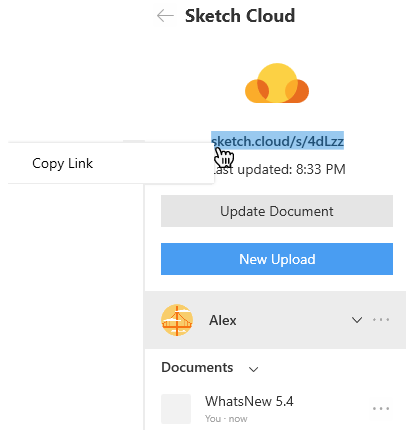 Sketch Cloud
sketch.cloud/s/4dLzz
Copy Link
Last updated: 8:33 PM
Update Document
New Upload
Alex
Documents
WhatsNew 5.4
You · now